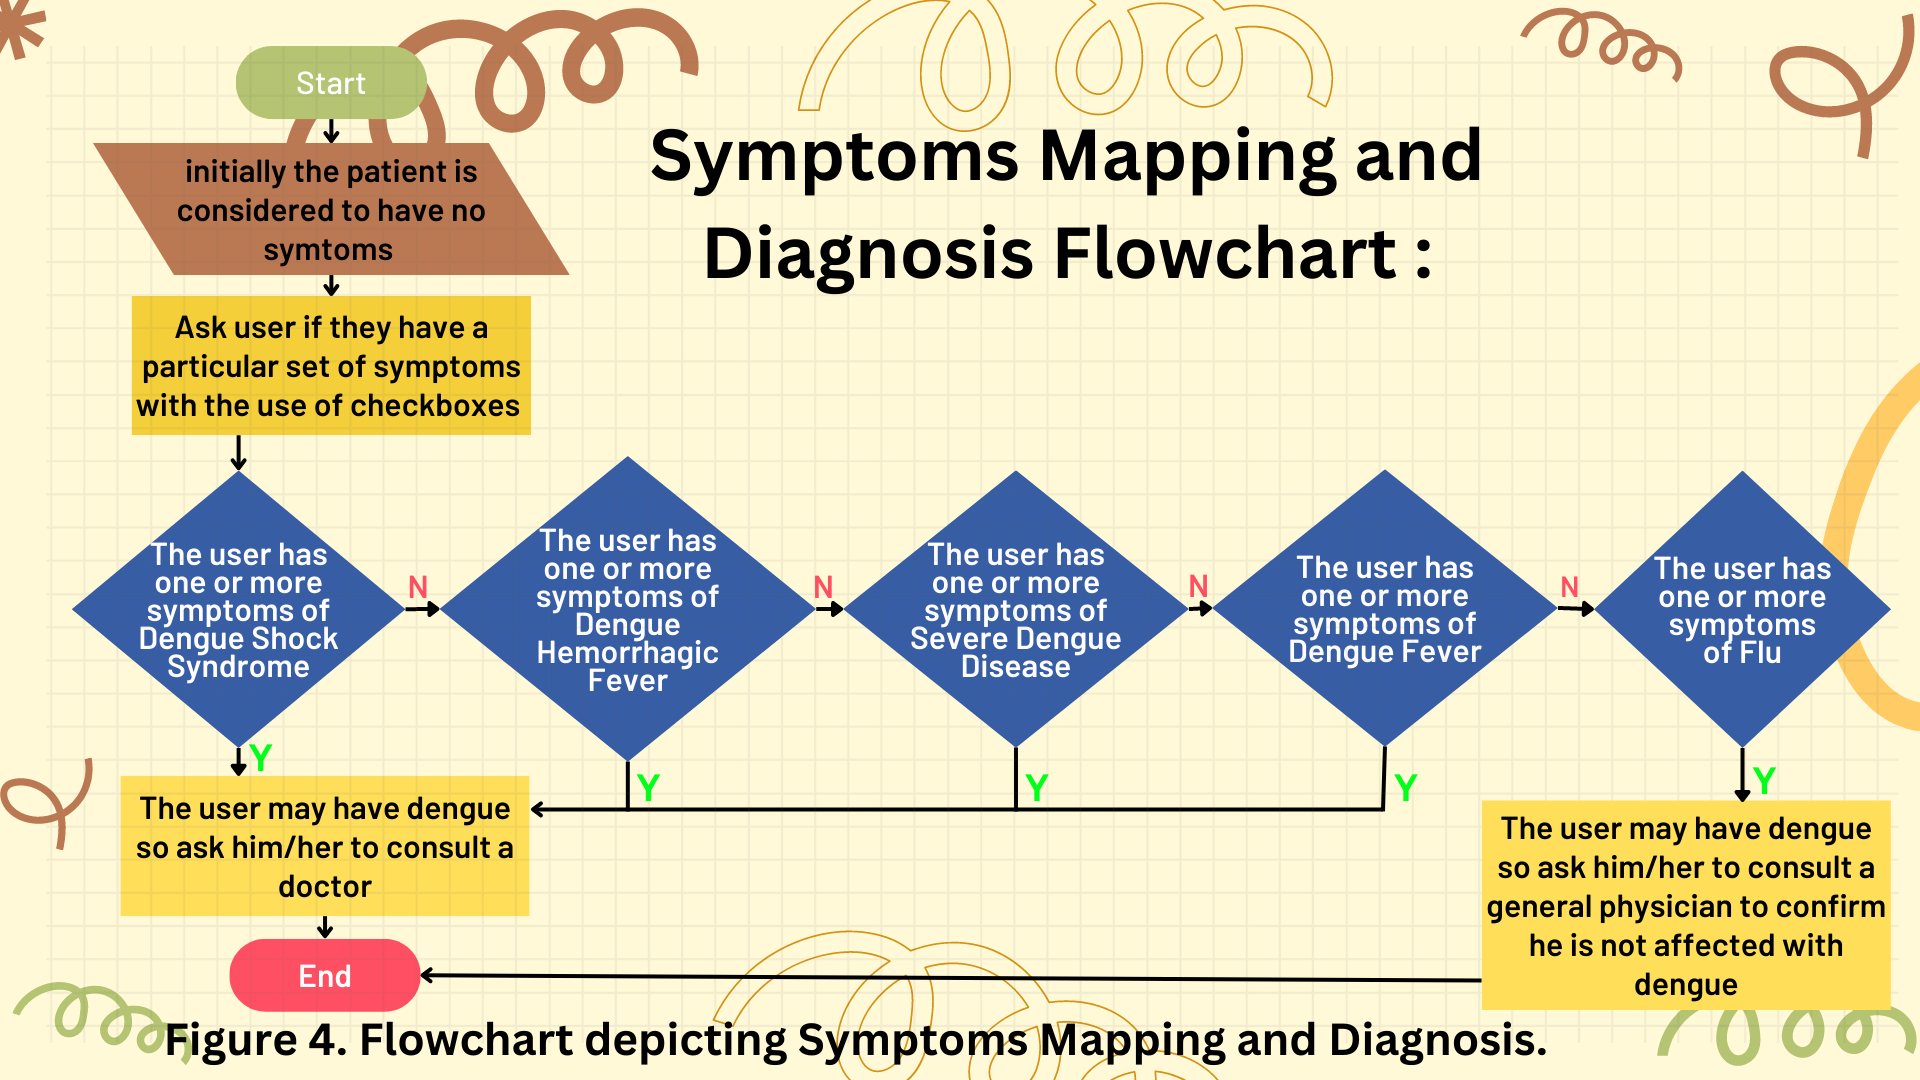 Start
Symptoms Mapping and
Diagnosis Flowchart :
initially the patient is
considered to have no
symtoms
Ask user if they have a
particular set of symptoms
with the use of checkboxes
The user has
one or more
symptoms of
Dengue Shock
Syndrome
N
The user has
one or more
symptoms of
Dengue
Hemorrhagic
Fever
N
The user has
one or more
symptoms of
Severe Dengue
Disease
N
The user has
one or more
symptoms of
Dengue Fever
N
The user has
one or more
symptoms
of Flu
Y
Y
Y
Y
Y
The user may have dengue
so ask him/her to consult a
doctor
The user may have dengue
so ask him/her to consult a
general physician to confirm
he is not affected with
dengue
End
Figure 4. Flowchart depicting Symptoms Mapping and Diagnosis.